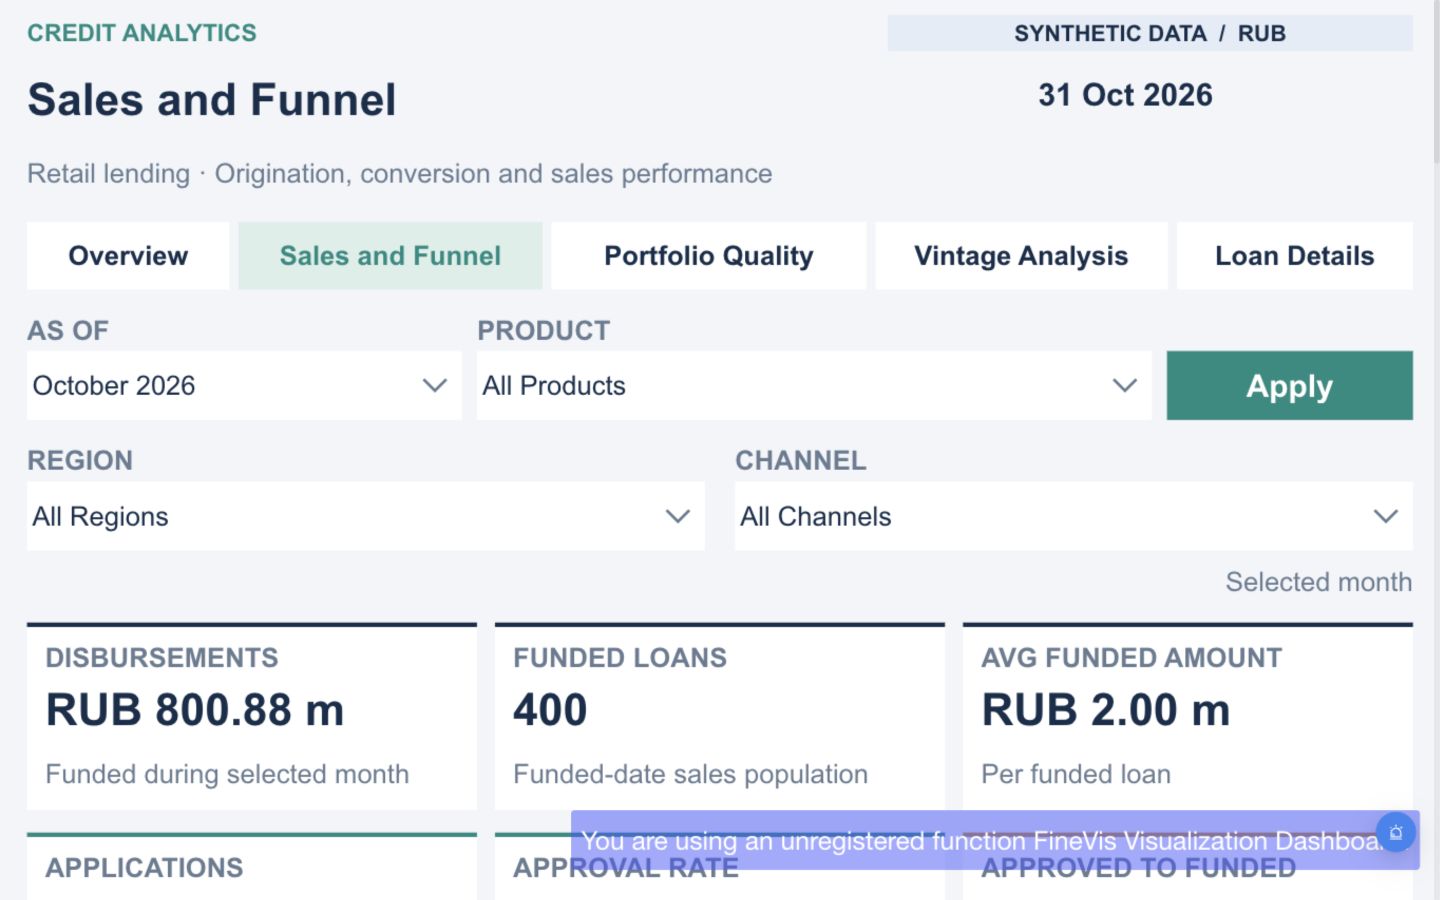 CREDIT ANALYTICS
SYNTHETIC DATA / RUB
Sales and Funnel
31 Oct 2026
Retail lending · Origination, conversion and sales performance
Overview
Sales and Funnel
Portfolio Quality
Vintage Analysis
Loan Details
AS OF
PRODUCT
October 2026
All Products
Apply
REGION
CHANNEL
All Regions
All Channels
Selected month
DISBURSEMENTS
FUNDED LOANS
AVG FUNDED AMOUNT
RUB 800.88 m
400
RUB 2.00 m
Funded during selected month
Funded-date sales population
Per funded loan
You are using an unregistered function FineVis Visualization
APPLICATIONS
APPROVAL RATE
APPROVED TO FUNDED